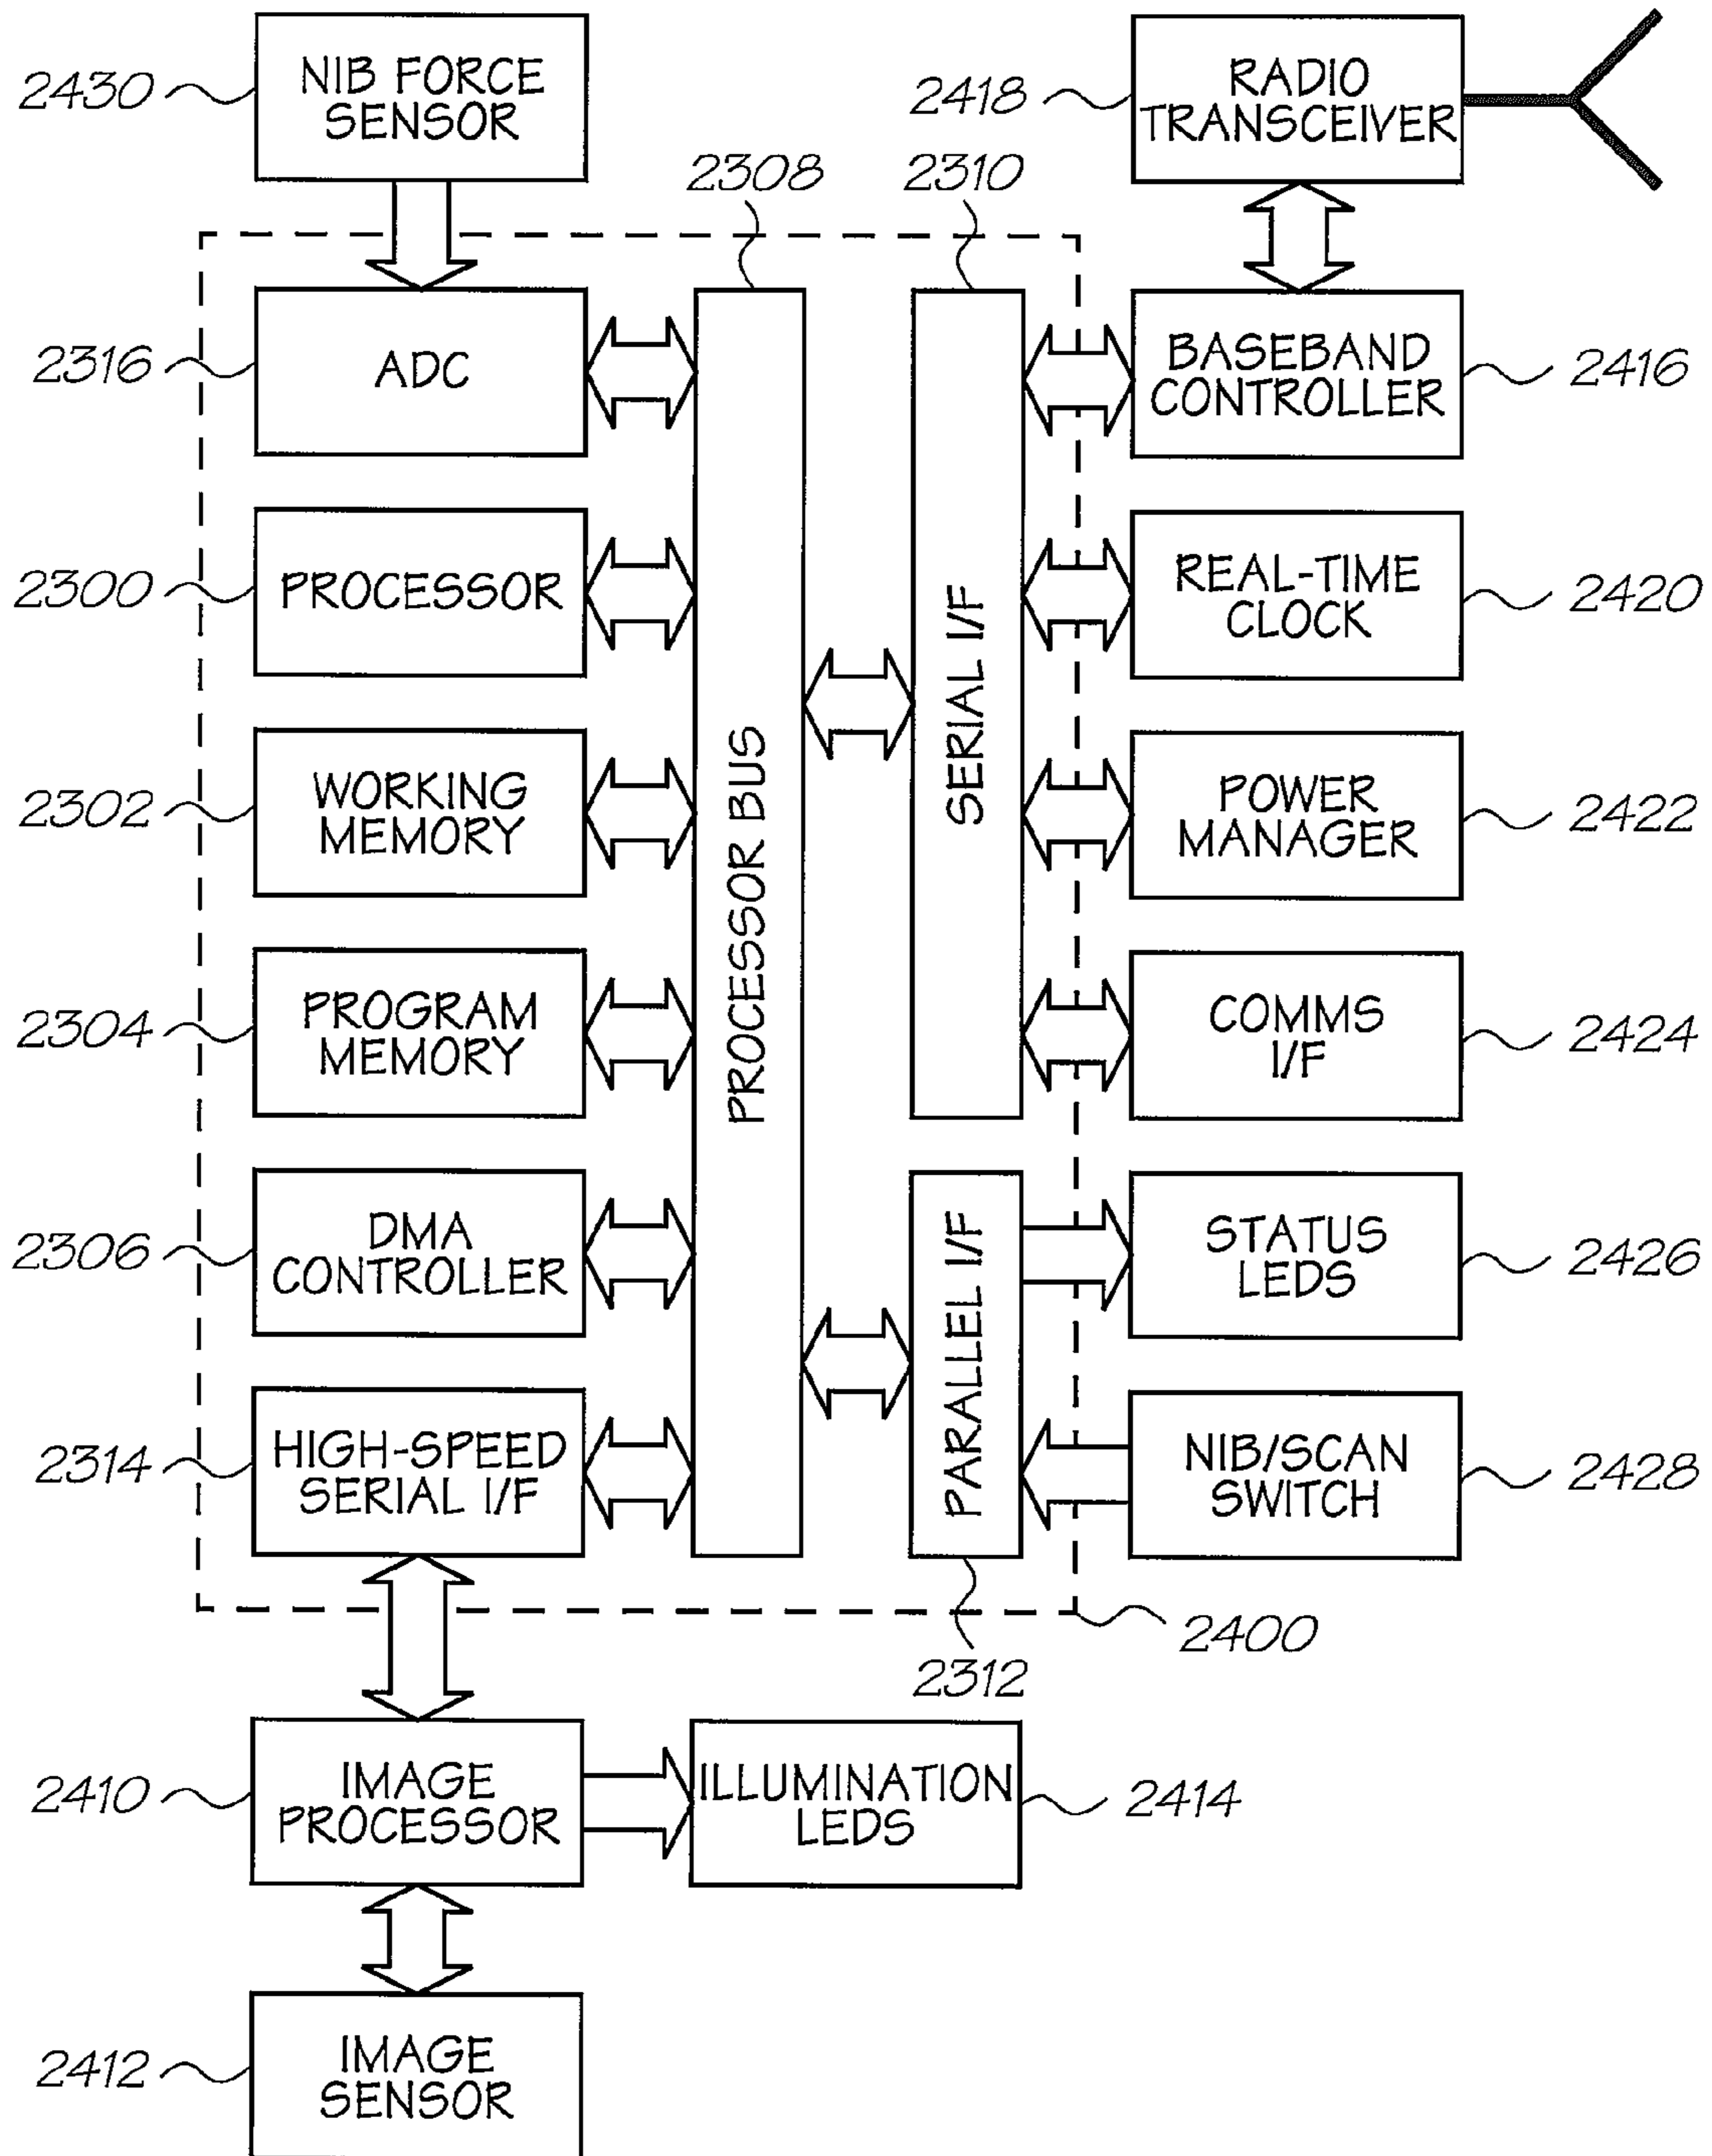 2430
NIB FORCE
SENSOR
2418
RADIO
TRANSCEIVER
2308
2310
2316
ADC
BASEBAND
CONTROLLER
2416
2300
PROCESSOR
REAL-TIME
CLOCK
2420
2302
WORKING
MEMORY
PROCESSOR BUS
SERIAL I/F
POWER
MANAGER
2422
2304
PROGRAM
MEMORY
COMMS
I/F
2424
2306
DMA
CONTROLLER
PARALLEL I/F
STATUS
LEDS
2426
2314
HIGH-SPEED
SERIAL I/F
NIB/SCAN
SWITCH
2428
2400
2312
2410
IMAGE
PROCESSOR
ILLUMINATION
LEDS
2414
2412
IMAGE
SENSOR